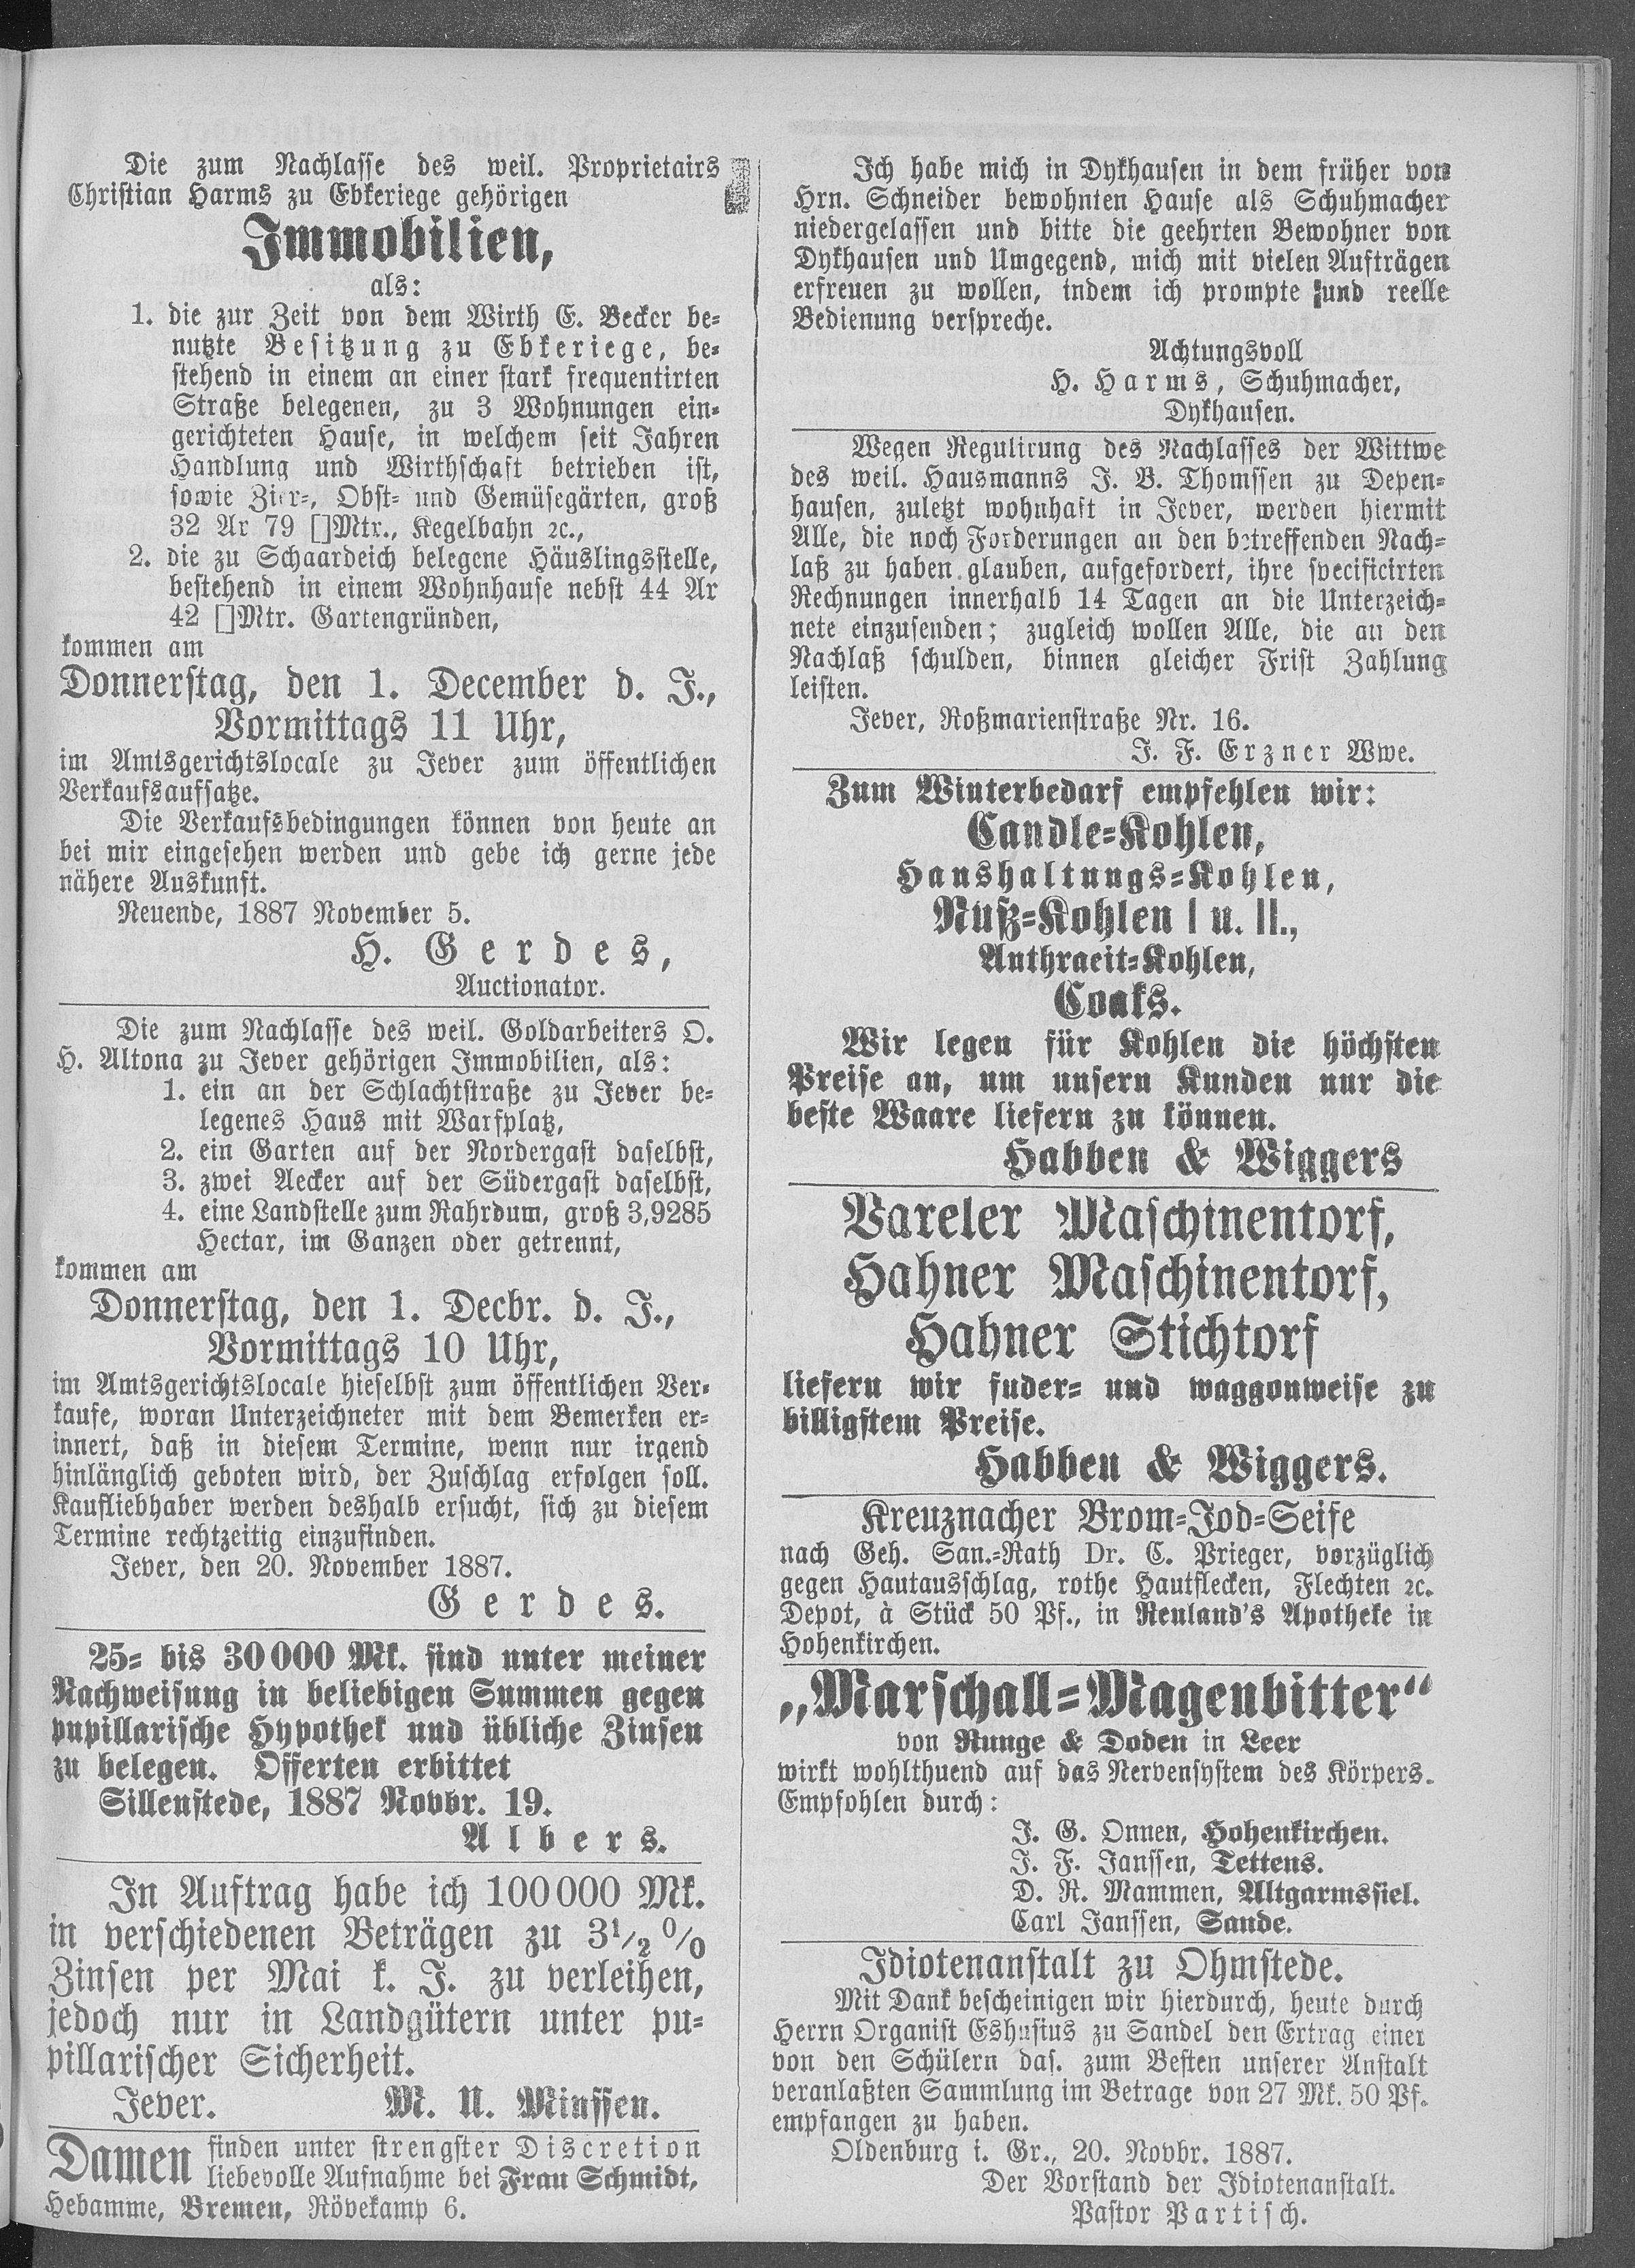 Die zum Nachlasse des weil. Proprietairs
Christian Harms zu Ebkeriege gehörigen
Immobilien,
als:
1. die zur Zeit von dem Wirth E. Becker be-
nutzte Besitzung zu Ebkeriege, be-
stehend in einem an einer stark frequentirten
Straße belegenen, zu 3 Wohnungen ein-
gerichteten Hause, in welchem seit Jahren
Handlung und Wirthschaft betrieben ist,
sowie Zier-, Obst- und Gemüsegärten, groß
32 Ar 79 []Mtr., Kegelbahn ꝛc.,
2. die zu Schaardeich belegene Häuslingsstelle,
bestehend in einem Wohnhause nebst 44 Ar
42 []Mtr. Gartengründen,
kommen am
Donnerstag, den 1. December d. J.,
Vormittags 11 Uhr,
im Amtsgerichtslocale zu Jever zum öffentlichen
Verkaufsaufsatze.
Die Verkaufsbedingungen können von heute an
bei mir eingesehen werden und gebe ich gerne jede
nähere Auskunft.
Neuende, 1887 November 5.
H. Gerdes,
Auctionator.
Die zum Nachlasse des weil. Goldarbeiters O.
H. Altona zu Jever gehörigen Immobilien, als:
1. ein an der Schlachtstraße zu Jever be-
legenes Haus mit Warfplatz,
2. ein Garten auf der Nordergast daselbst,
3. zwei Aecker auf der Südergast daselbst,
4. eine Landstelle zum Rahrdum, groß 3,9285
Hectar, im Ganzen oder getrennt,
kommen am
Donnerstag, den 1. Decbr. d. J.,
Vormittags 10 Uhr,
im Amtsgerichtslocale hieselbst zum öffentlichen Ver-
kaufe, woran Unterzeichneter mit dem Bemerken er-
innert, daß in diesem Termine, wenn nur irgend
hinlänglich geboten wird, der Zuschlag erfolgen soll.
Kaufliebhaber werden deshalb ersucht, sich zu diesem
Termine rechtzeitig einzufinden.
Jever, den 20. November 1887.
Gerdes.
25- bis 30000 Mk. sind unter meiner
Nachweisung in beliebigen Summen gegen
pupillarische Hypothek und übliche Zinsen
zu belegen. Offerten erbittet
Sillenstede, 1887 Novbr. 19.
Albers.
In Auftrag habe ich 100000 Mk.
in verschiedenen Beträgen zu 3½ %
Zinsen per Mai k. J. zu verleihen,
jedoch nur in Landgütern unter pu-
pillarischer Sicherheit.
Jever. M. U. Minssen.
Damen finden unter strengster Discretion
liebevolle Aufnahme bei Frau Schmidt,
Hebamme, Bremen, Rövekamp 6.
Ich habe mich in Dykhausen in dem früher von
Hrn. Schneider bewohnten Hause als Schuhmacher
niedergelassen und bitte die geehrten Bewohner von
Dykhausen und Umgegend, mich mit vielen Aufträgen
erfreuen zu wollen, indem ich prompte und reelle
Bedienung verspreche.
Achtungsvoll
H. Harms, Schuhmacher,
Dykhausen.
Wegen Regulirung des Nachlasses der Wittwe
des weil. Hausmanns J. B. Thomssen zu Depen-
hausen, zuletzt wohnhaft in Jever, werden hiermit
Alle, die noch Forderungen an den betreffenden Nach-
laß zu haben glauben, aufgefordert, ihre specificirten
Rechnungen innerhalb 14 Tagen an die Unterzeich-
nete einzusenden; zugleich wollen Alle, die an den
Nachlaß schulden, binnen gleicher Frist Zahlung
leisten.
Jever, Roßmarienstraße Nr. 16.
J. F. Erzner Wwe.
Zum Winterbedarf empfehlen wir:
Candle-Kohlen,
Haushaltungs-Kohlen,
Nuß-Kohlen I u. II.,
Anthracit-Kohlen,
Coaks.
Wir legen für Kohlen die höchsten
Preise an, um unsern Kunden nur die
beste Waare liefern zu können.
Habben & Wiggers
Vareler Maschinentorf,
Hahner Maschinentorf,
Hahner Stichtorf
liefern wir fuder- und waggonweise zu
billigstem Preise.
Habben & Wiggers.
Kreuznacher Brom-Jod-Seife
nach Geh. San.-Rath Dr. C. Prieger, vorzüglich
gegen Hautausschlag, rothe Hautflecken, Flechten ꝛc.
Depot, à Stück 50 Pf., in Reuland's Apotheke in
Hohenkirchen.
„Marschall-Magenbitter“
von Runge & Doden in Leer
wirkt wohlthuend auf das Nervensystem des Körpers.
Empfohlen durch:
J. G. Onnen, Hohenkirchen.
J. F. Janssen, Tettens.
D. R. Mammen, Altgarmssiel.
Carl Janssen, Sande.
Idiotenanstalt zu Ohmstede.
Mit Dank bescheinigen wir hierdurch, heute durch
Herrn Organist Eshusius zu Sandel den Ertrag einer
von den Schülern das. zum Besten unserer Anstalt
veranlaßten Sammlung im Betrage von 27 Mk. 50 Pf.
empfangen zu haben.
Oldenburg i. Gr., 20. Novbr. 1887.
Der Vorstand der Idiotenanstalt.
Pastor Partisch.